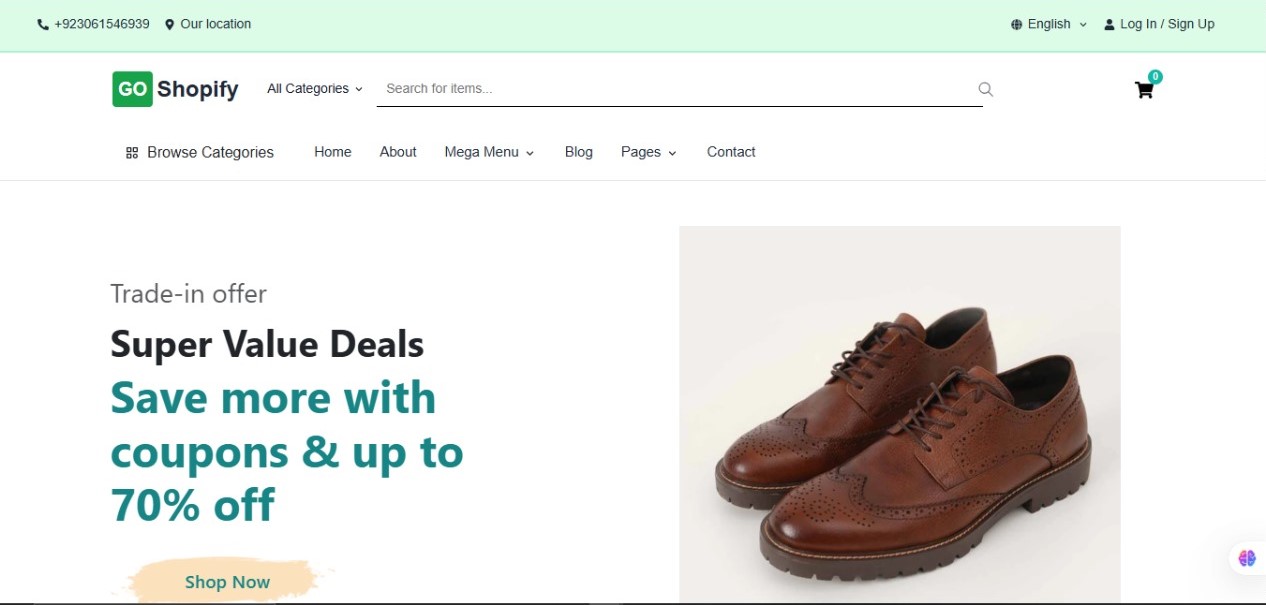 +923061546939 Our location English Log In / Sign Up
GO Shopify All Categories Search for items... 0
Browse Categories Home About Mega Menu Blog Pages Contact
Trade-in offer
Super Value Deals
Save more with
coupons & up to
70% off
Shop Now